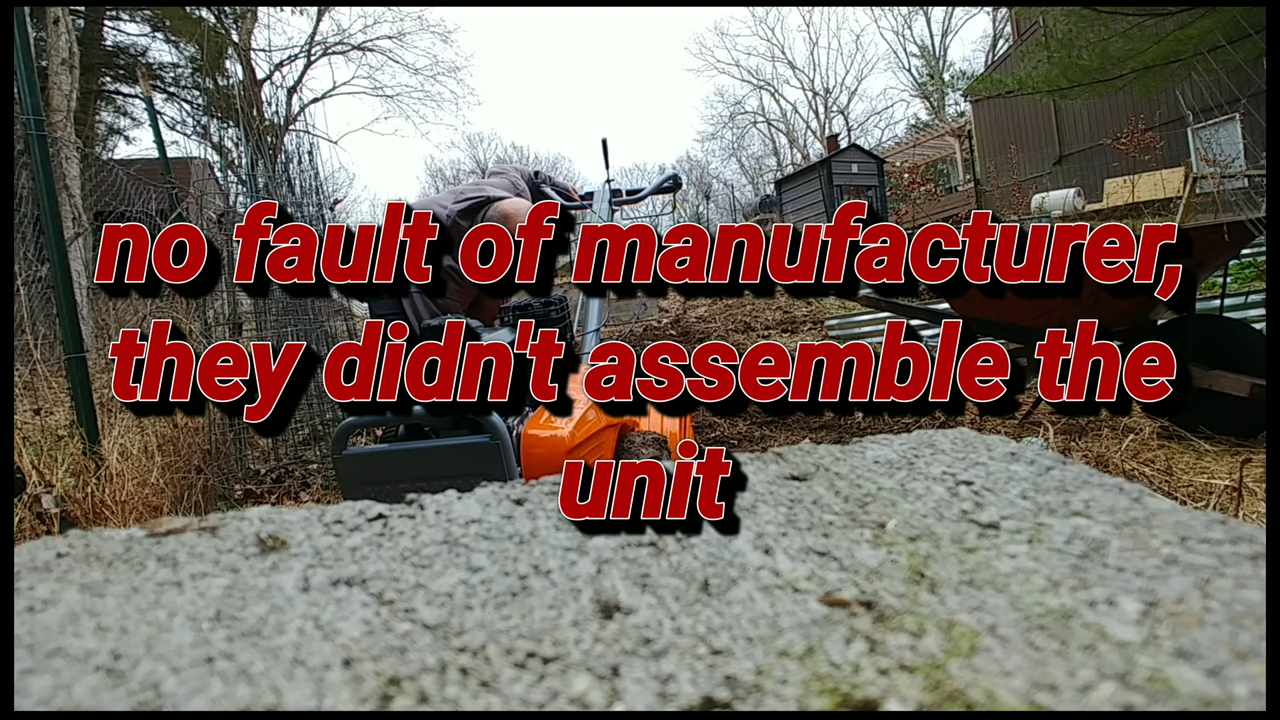 no fault of manufacturer,
they didn't assemble the
unit